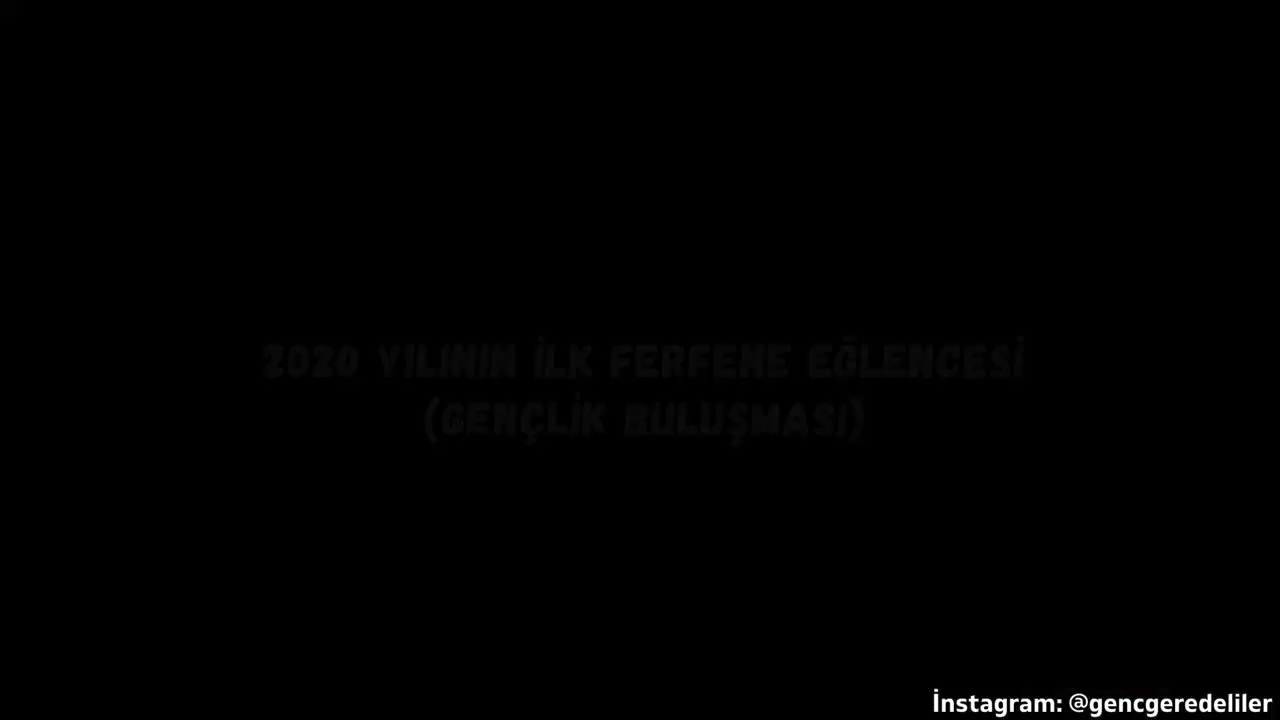 2020 YILININ İLK FERFENE EĞLENCESİ
(GENÇLİK BULUŞMASI)
İnstagram: @gencgeredeliler